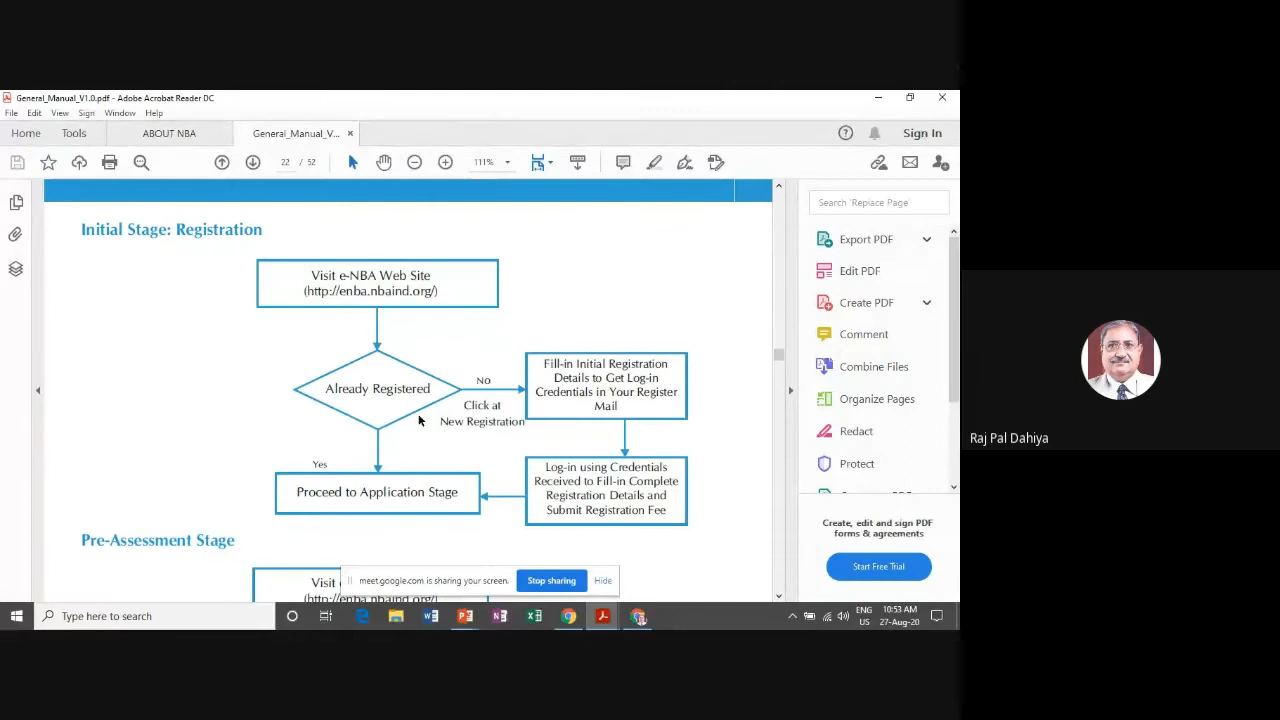 General_Manual_V1.0.pdf - Adobe Acrobat Reader DC
File Edit View Sign Window Help
Home Tools ABOUT NBA General_Manual_V... × Sign In
22 / 52 111%
Initial Stage: Registration
Visit e-NBA Web Site
(http://enba.nbaind.org/)
Already Registered
NO
Click at
New Registration
Fill-in Initial Registration
Details to Get Log-in
Credentials in Your Register
Mail
Yes
Proceed to Application Stage
Log-in using Credentials
Received to Fill-in Complete
Registration Details and
Submit Registration Fee
Pre-Assessment Stage
Visit
(http://enba.nbaind.org/)
meet.google.com is sharing your screen. Stop sharing Hide
Search 'Replace Page'
Export PDF
Edit PDF
Create PDF
Comment
Combine Files
Organize Pages
Redact
Protect
Create, edit and sign PDF
forms & agreements
Start Free Trial
Type here to search
ENG
US
10:53 AM
27-Aug-20
Raj Pal Dahiya